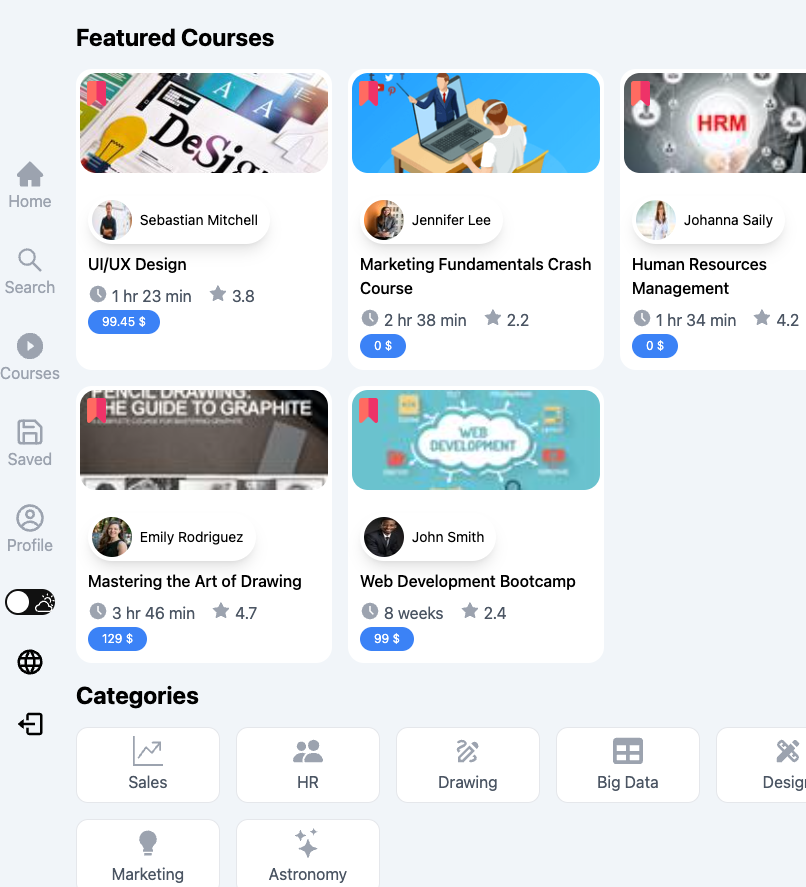 Featured Courses
Home
Search
Courses
Saved
Profile
A A A
DeSig
Sebastian Mitchell
UI/UX Design
1 hr 23 min 3.8
99.45 $
Jennifer Lee
Marketing Fundamentals Crash
Course
2 hr 38 min 2.2
0 $
HRM
Johanna Saily
Human Resources
Management
1 hr 34 min 4.2
0 $
PENCIL DRAWING:
THE GUIDE TO GRAPHITE
Emily Rodriguez
Mastering the Art of Drawing
3 hr 46 min 4.7
129 $
WEB
DEVELOPMENT
John Smith
Web Development Bootcamp
8 weeks 2.4
99 $
Categories
Sales
HR
Drawing
Big Data
Design
Marketing
Astronomy